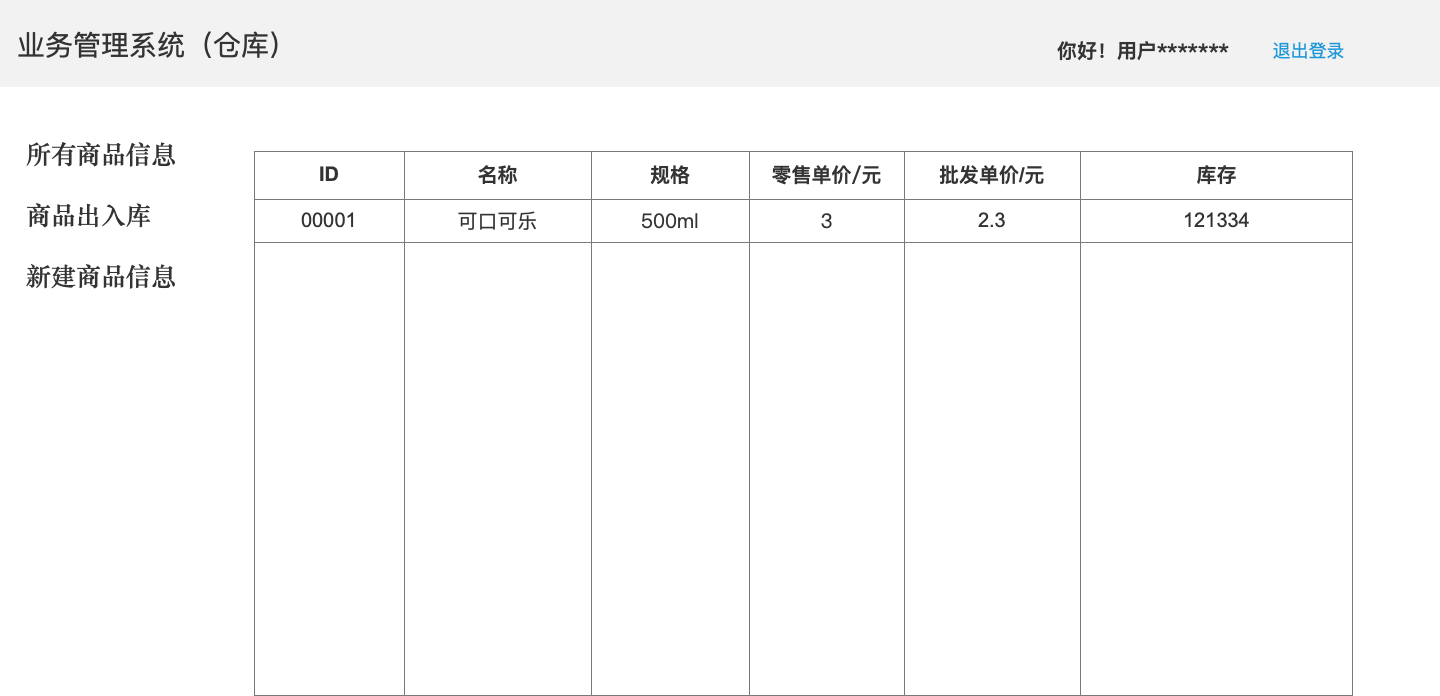 业务管理系统（仓库）
你好！用户******* 退出登录
所有商品信息
商品出入库
新建商品信息
ID 名称 规格 零售单价/元 批发单价/元 库存
00001 可口可乐 500ml 3 2.3 121334